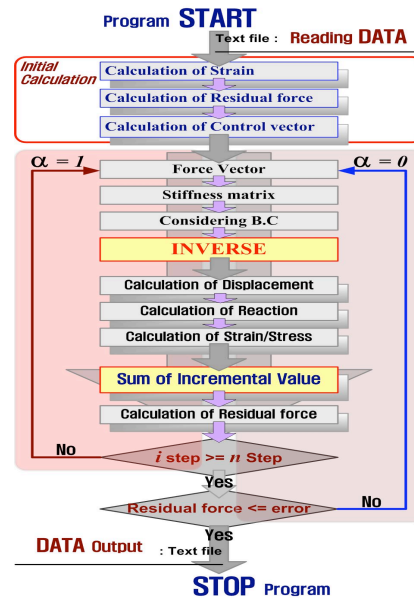 Program START
Text file : Reading DATA
Initial
Calculation
Calculation of Strain
Calculation of Residual force
Calculation of Control vector
α = 1
α = 0
Force Vector
Stiffness matrix
Considering B.C
INVERSE
Calculation of Displacement
Calculation of Reaction
Calculation of Strain/Stress
Sum of Incremental Value
Calculation of Residual force
No
i step >= n Step
Yes
No
Residual force <= error
Yes
DATA Output : Text file
STOP Program